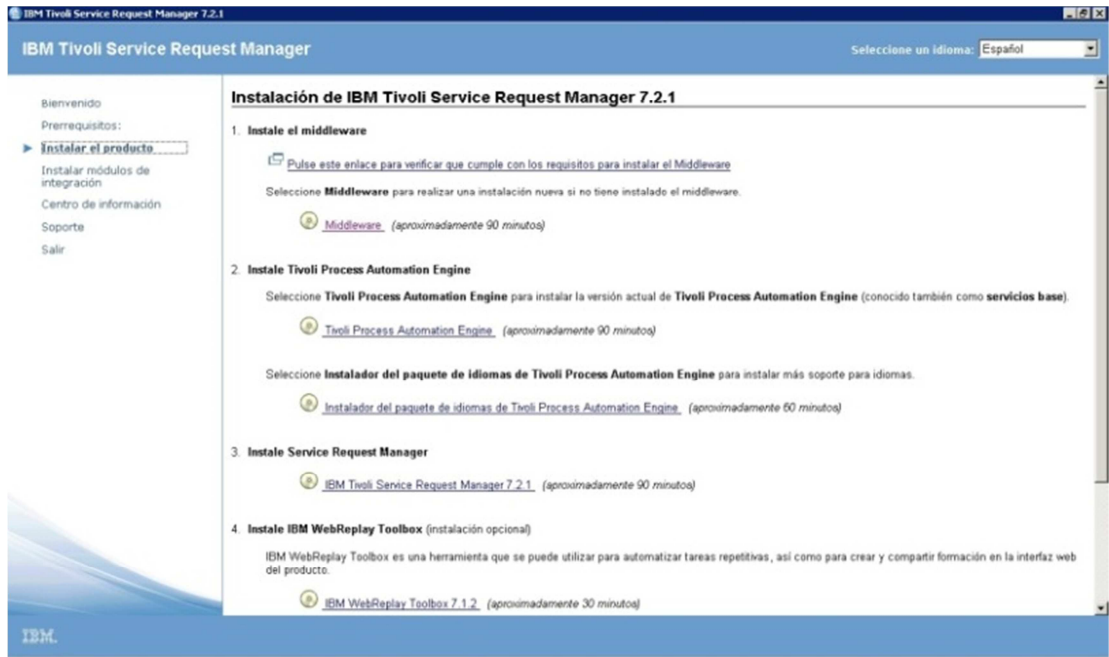 IBM Tivoli Service Request Manager 7.2.1
IBM Tivoli Service Request Manager
Seleccione un idioma: Español
Bienvenido
Prerrequisitos:
Instalar el producto
Instalar módulos de
integración
Centro de información
Soporte
Salir
Instalación de IBM Tivoli Service Request Manager 7.2.1
1. Instale el middleware
Pulse este enlace para verificar que cumple con los requisitos para instalar el Middleware
Seleccione Middleware para realizar una instalación nueva si no tiene instalado el middleware.
Middleware (aproximadamente 90 minutos)
2. Instale Tivoli Process Automation Engine
Seleccione Tivoli Process Automation Engine para instalar la versión actual de Tivoli Process Automation Engine (conocido también como servicios base).
Tivoli Process Automation Engine (aproximadamente 90 minutos)
Seleccione Instalador del paquete de idiomas de Tivoli Process Automation Engine para instalar más soporte para idiomas.
Instalador del paquete de idiomas de Tivoli Process Automation Engine (aproximadamente 60 minutos)
3. Instale Service Request Manager
IBM Tivoli Service Request Manager 7.2.1 (aproximadamente 90 minutos)
4. Instale IBM WebReplay Toolbox (instalación opcional)
IBM WebReplay Toolbox es una herramienta que se puede utilizar para automatizar tareas repetitivas, así como para crear y compartir formación en la interfaz web
del producto.
IBM WebReplay Toolbox 7.1.2 (aproximadamente 30 minutos)
IBM.